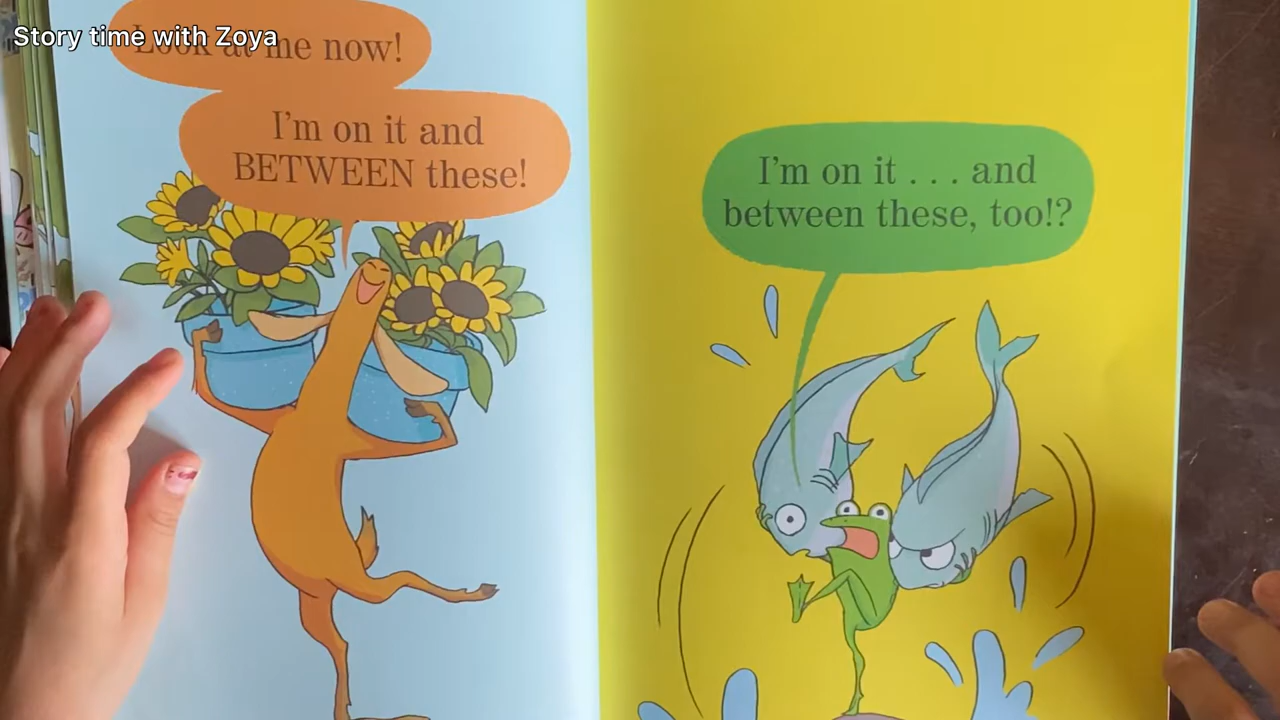 Story time with Zoya
Look at me now!
I'm on it and
BETWEEN these!
I'm on it . . . and
between these, too!?